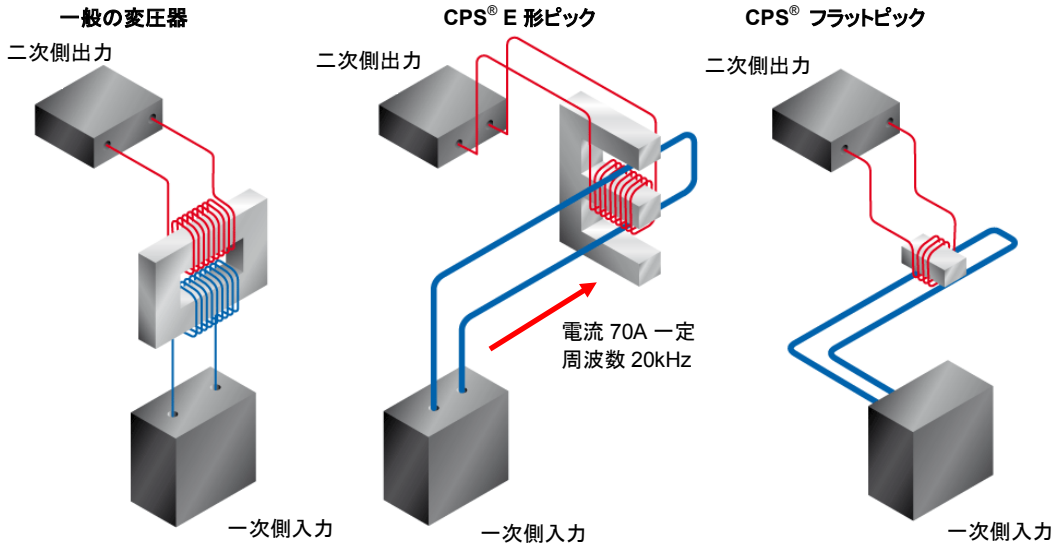 一般の変圧器
二次側出力
一次側入力
CPS® E 形ピック
二次側出力
電流 70A 一定
周波数 20kHz
一次側入力
CPS® フラットピック
二次側出力
一次側入力